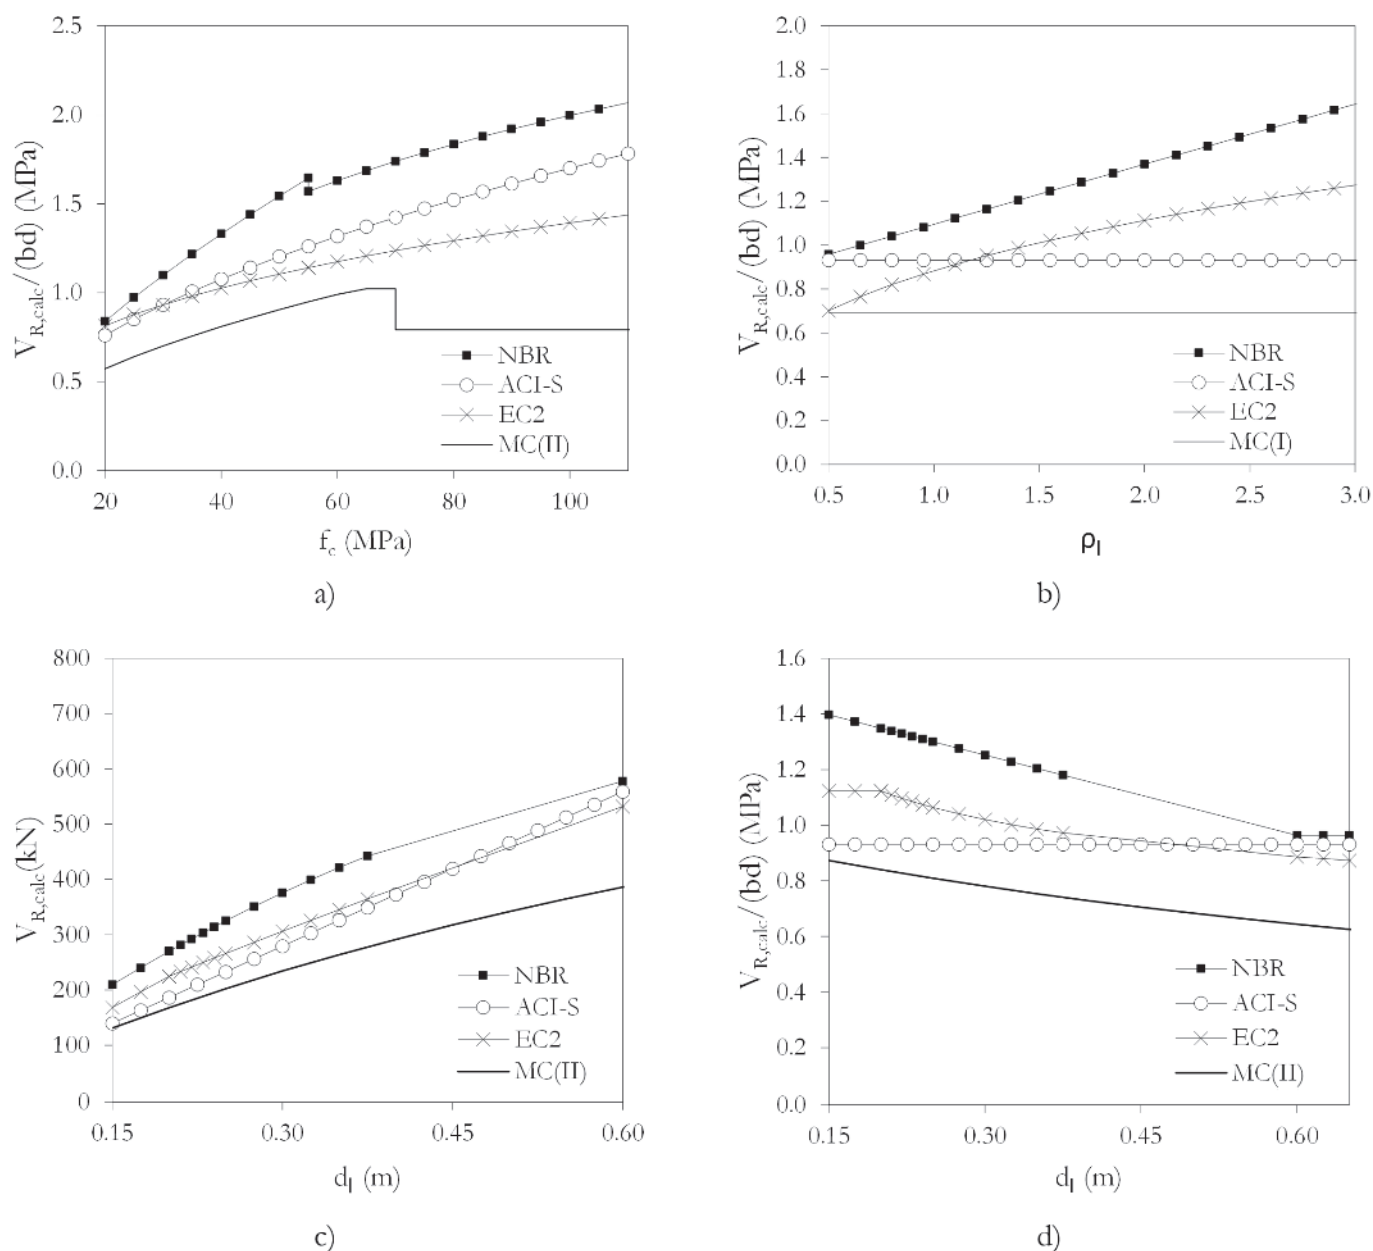 V_R,calc/(bd) (MPa)
2.5
2.0
1.5
1.0
0.5
0.0
NBR
ACI-S
EC2
MC(II)
20 40 60 80 100
f_c (MPa)
a)
V_R,calc/(bd) (MPa)
2.0
1.8
1.6
1.4
1.2
1.0
0.8
0.6
0.4
0.2
0.0
NBR
ACI-S
EC2
MC(I)
0.5 1.0 1.5 2.0 2.5 3.0
ρ_l
b)
V_R,calc(kN)
800
700
600
500
400
300
200
100
0
NBR
ACI-S
EC2
MC(II)
0.15 0.30 0.45 0.60
d_l (m)
c)
V_R,calc/(bd) (MPa)
1.6
1.4
1.2
1.0
0.8
0.6
0.4
0.2
0.0
NBR
ACI-S
EC2
MC(II)
0.15 0.30 0.45 0.60
d_l (m)
d)